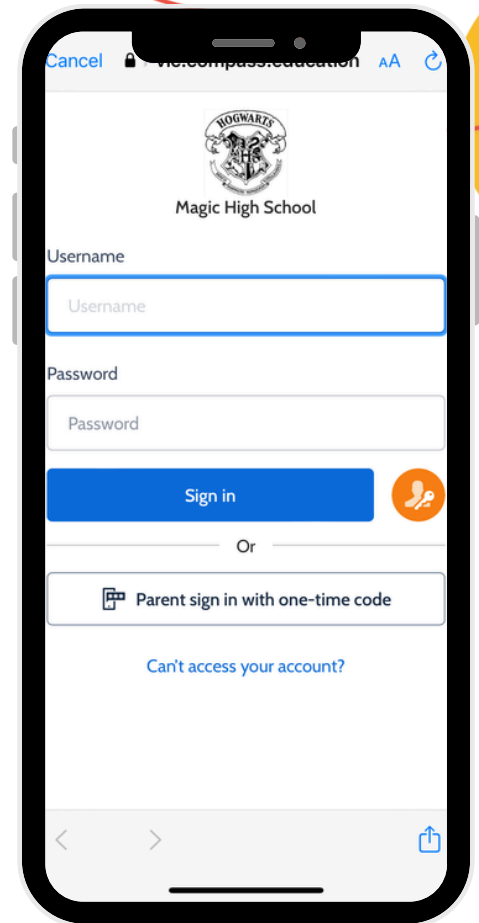 Cancel
vic.compass.education
AA
HOGWARTS
Magic High School
Username
Username
Password
Password
Sign in
Or
Parent sign in with one-time code
Can't access your account?